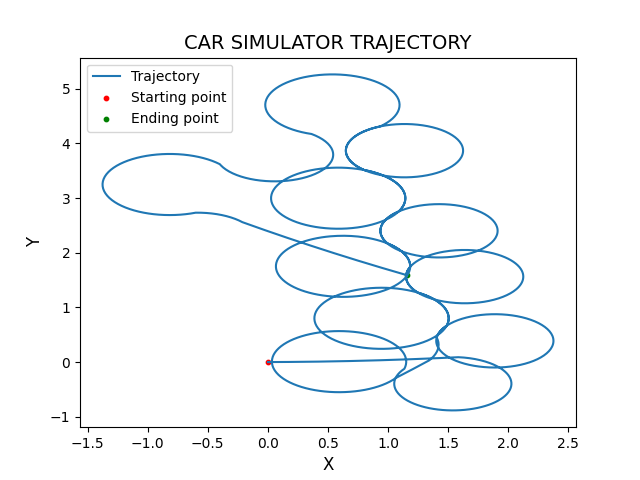 CAR SIMULATOR TRAJECTORY
Trajectory
Starting point
Ending point
Y
5
4
3
2
1
0
−1
−1.5 −1.0 −0.5 0.0 0.5 1.0 1.5 2.0 2.5
X